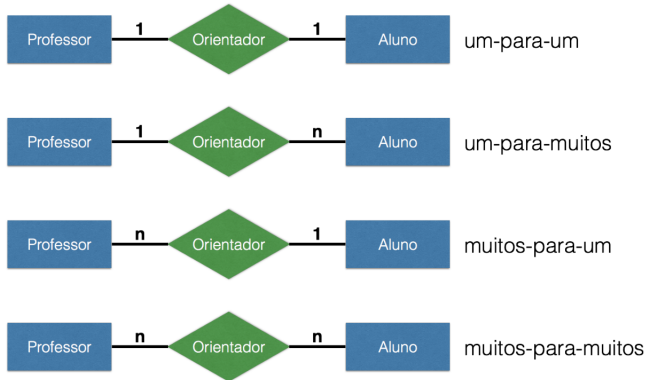 Professor 1 Orientador 1 Aluno um-para-um
Professor 1 Orientador n Aluno um-para-muitos
Professor n Orientador 1 Aluno muitos-para-um
Professor n Orientador n Aluno muitos-para-muitos